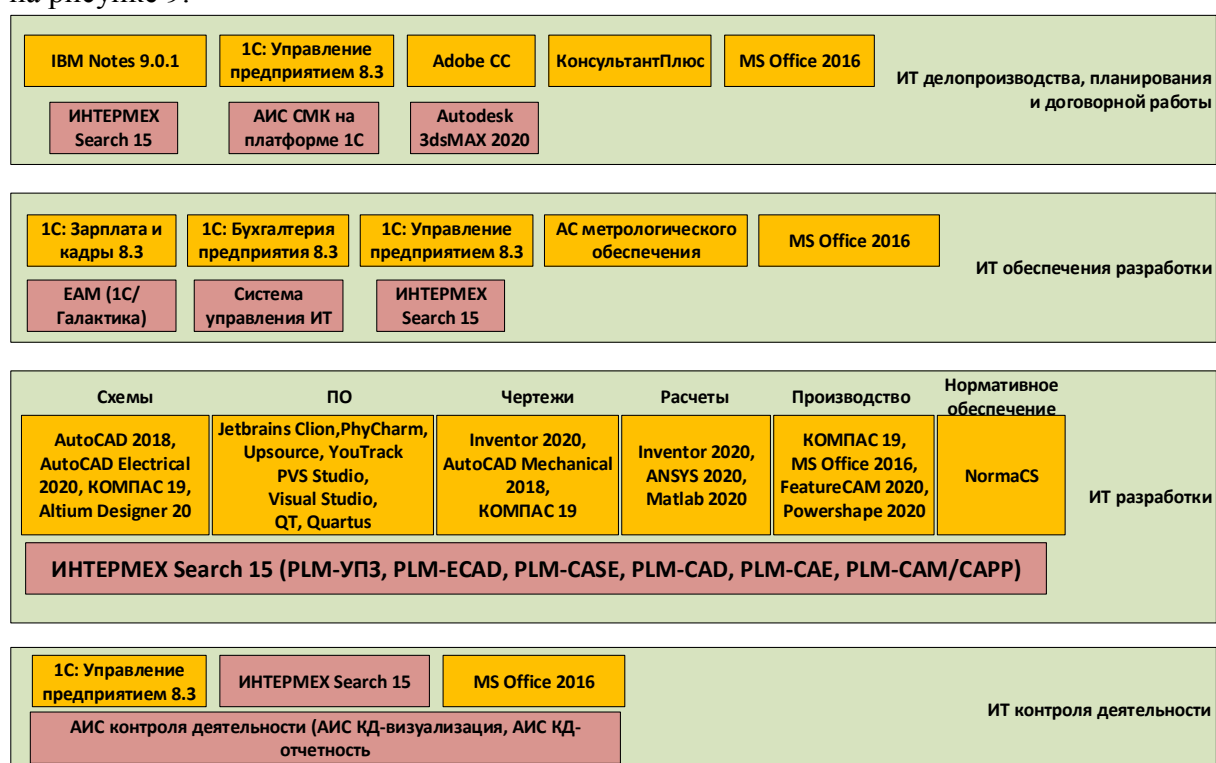 на рисунке 9.
IBM Notes 9.0.1
1С: Управление
предприятием 8.3
Adobe CC
КонсультантПлюс
MS Office 2016
ИТ делопроизводства, планирования
и договорной работы
ИНТЕРМЕХ
Search 15
АИС СМК на
платформе 1С
Autodesk
3dsMAX 2020
1С: Зарплата и
кадры 8.3
1С: Бухгалтерия
предприятия 8.3
1С: Управление
предприятием 8.3
АС метрологического
обеспечения
MS Office 2016
ИТ обеспечения разработки
ЕАМ (1С/
Галактика)
Система
управления ИТ
ИНТЕРМЕХ
Search 15
Схемы
ПО
Чертежи
Расчеты
Производство
Нормативное
обеспечение
AutoCAD 2018,
AutoCAD Electrical
2020, КОМПАС 19,
Altium Designer 20
Jetbrains Clion,PhyCharm,
Upsource, YouTrack
PVS Studio,
Visual Studio,
QT, Quartus
Inventor 2020,
AutoCAD Mechanical
2018,
КОМПАС 19
Inventor 2020,
ANSYS 2020,
Matlab 2020
КОМПАС 19,
MS Office 2016,
FeatureCAM 2020,
Powershape 2020
NormaCS
ИТ разработки
ИНТЕРМЕХ Search 15 (PLM-УПЗ, PLM-ECAD, PLM-CASE, PLM-CAD, PLM-CAE, PLM-CAM/CAPP)
1С: Управление
предприятием 8.3
ИНТЕРМЕХ Search 15
MS Office 2016
ИТ контроля деятельности
АИС контроля деятельности (АИС КД-визуализация, АИС КД-
отчетность